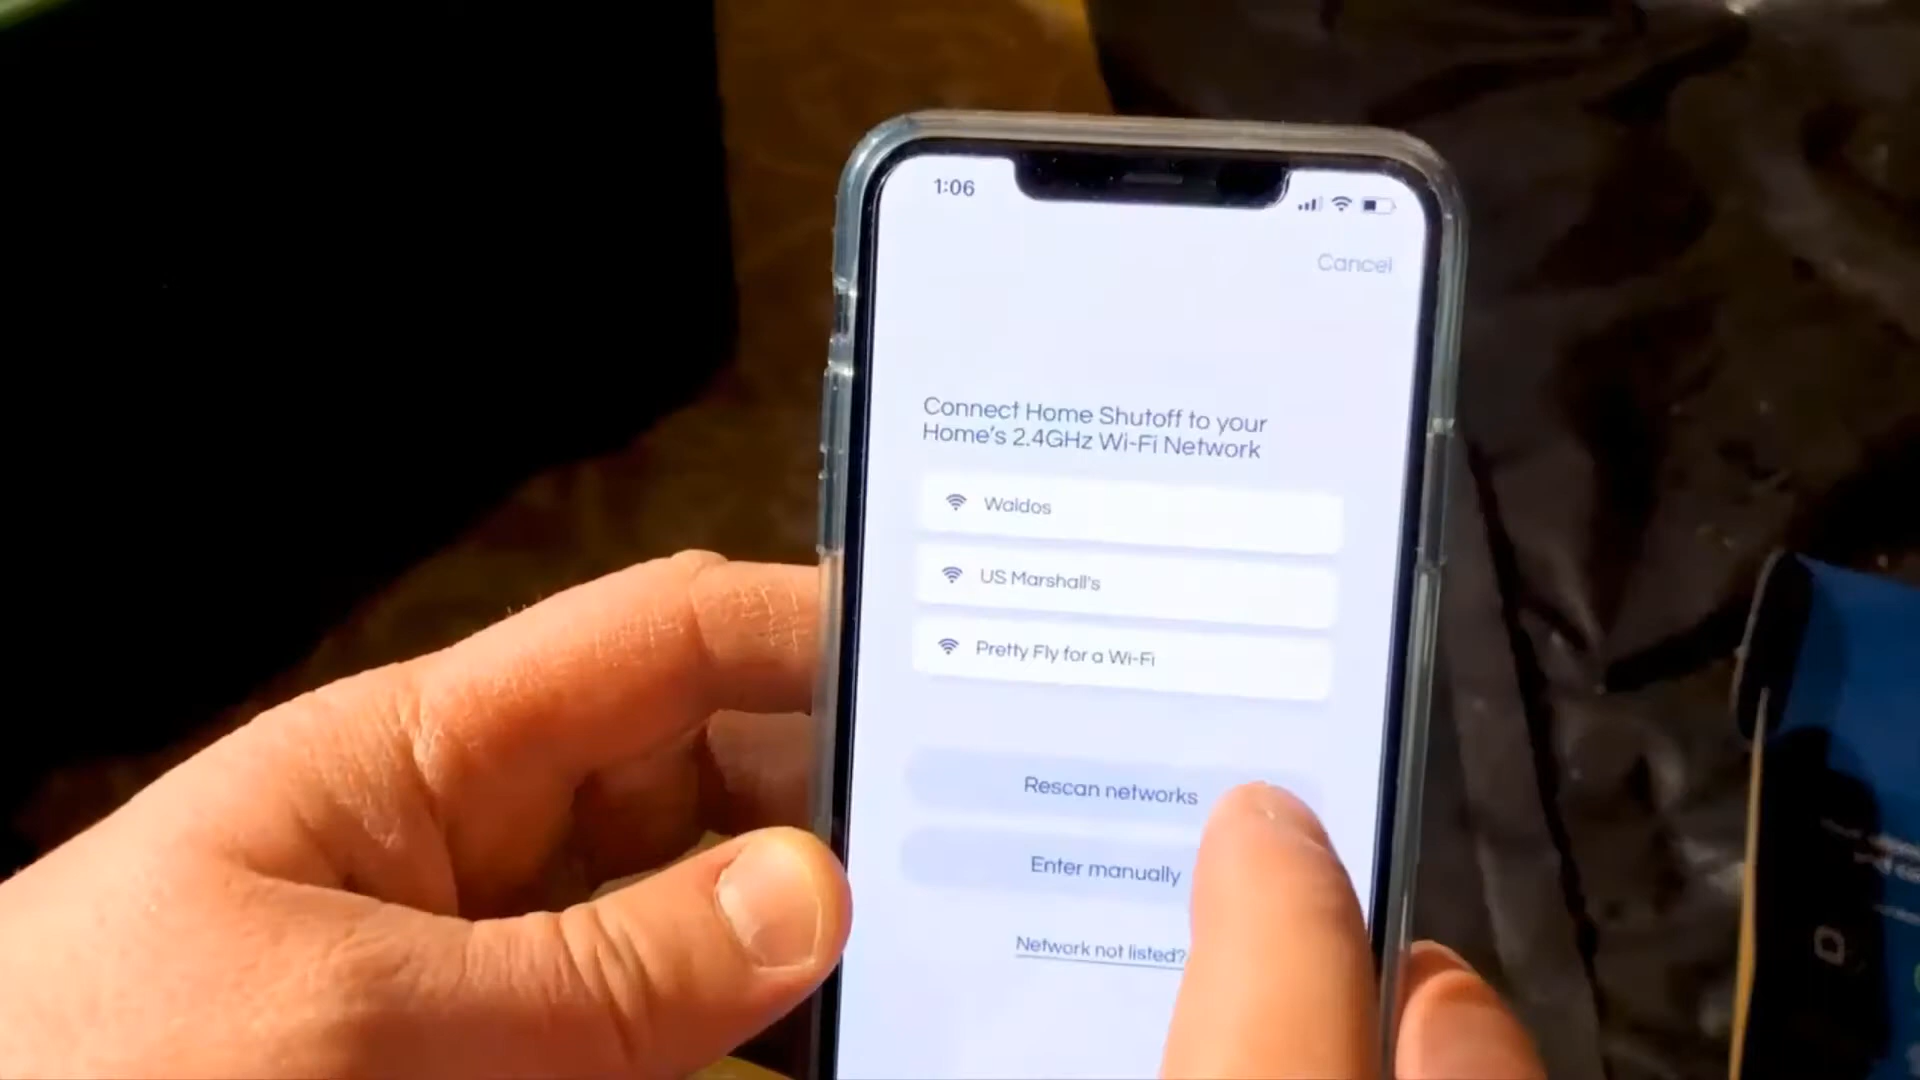 1:06
Cancel
Connect Home Shutoff to your
Home's 2.4GHz Wi-Fi Network
Waldos
US Marshall's
Pretty Fly for a Wi-Fi
Rescan networks
Enter manually
Network not listed?